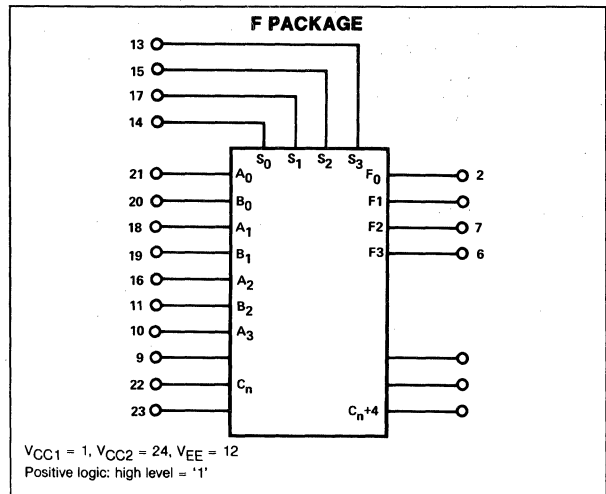 F PACKAGE
13
15
17
14
S0 S1 S2 S3
21 A0 F0 2
20 B0 F1
18 A1 F2 7
19 B1 F3 6
16 A2
11 B2
10 A3
9
22 Cn
23 Cn+4
VCC1 = 1, VCC2 = 24, VEE = 12
Positive logic: high level = '1'